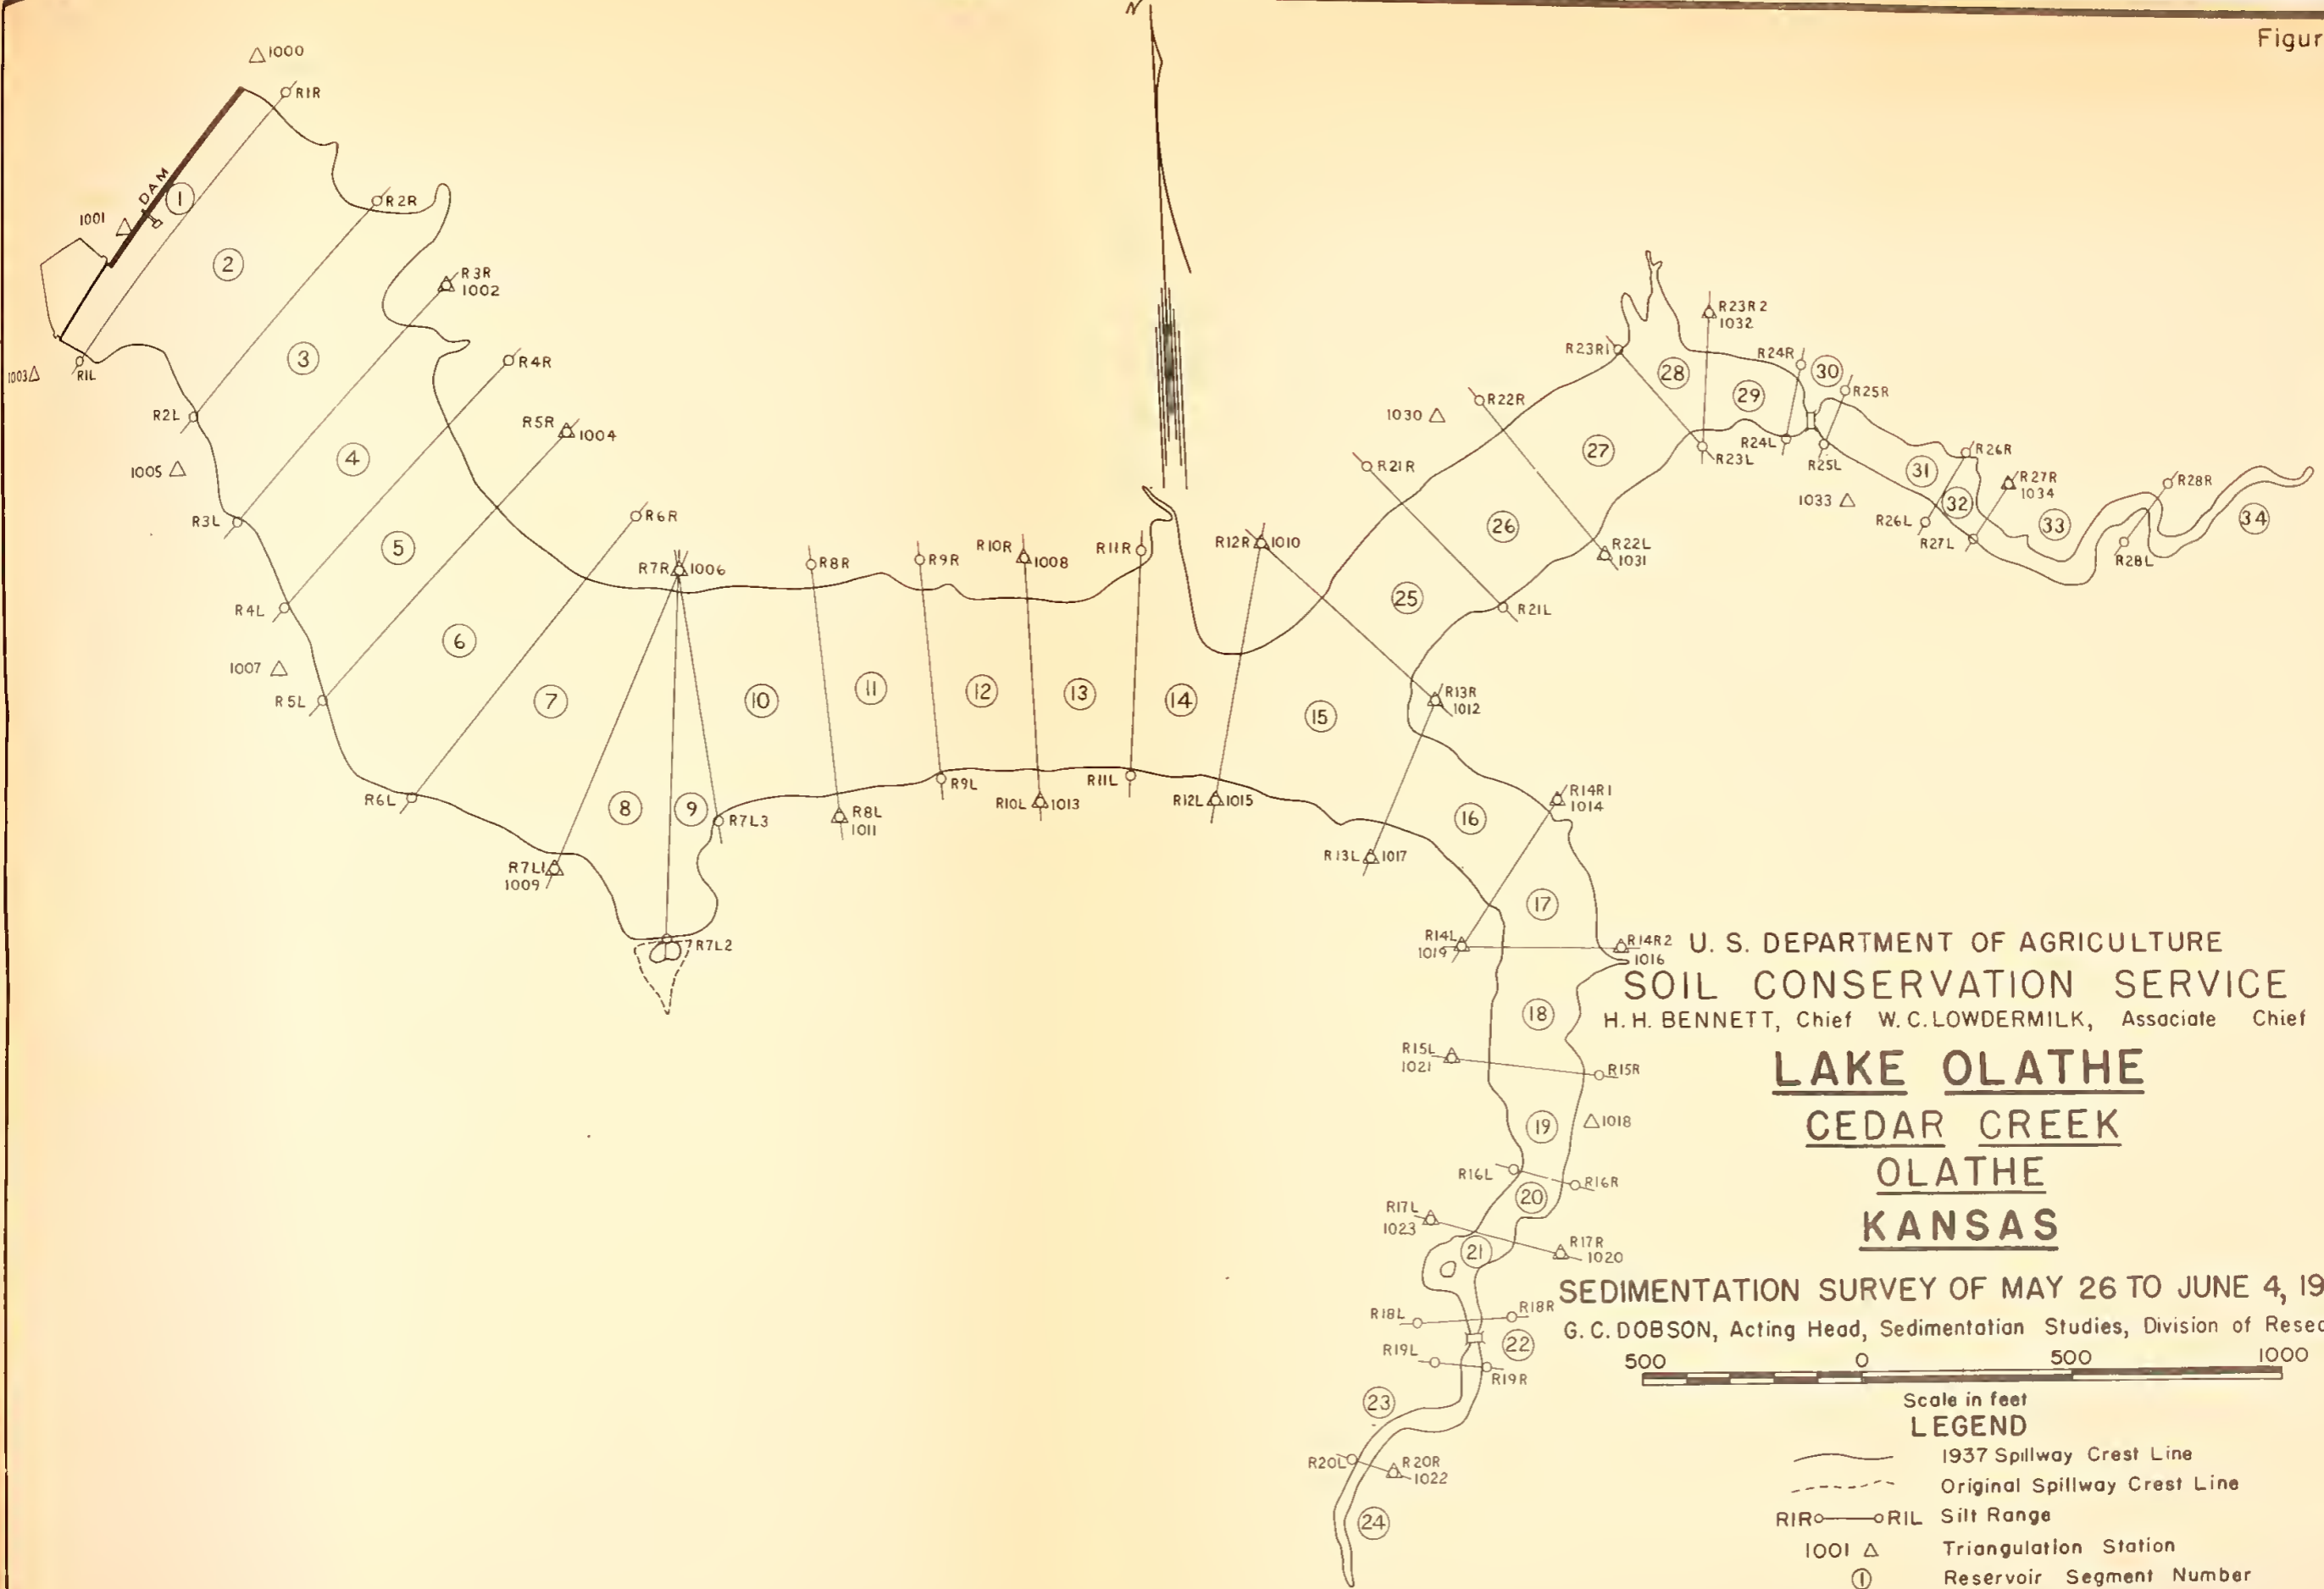 N
Figur
1000
R1R
DAM
1
1001
R2R
2
R3R
1002
1003
R1L
3
R4R
R2L
R5R
1004
1005
4
R3L
5
R6R
R7R
1006
R8R
R9R
R10R
1008
R11R
R12R
1010
R4L
6
1007
R5L
7
10
11
12
13
14
15
R6L
8
9
R7L3
R8L
1011
R9L
R10L
1013
R11L
R12L
1015
R7L1
1009
R7L2
R23R2
1032
R23R1
28
R24R
30
R25R
29
R22R
1030
27
R23L
R24L
R25L
R26R
31
R27R
1034
32
1033
R26L
R27L
33
R28R
R28L
34
R21R
26
R22L
1031
25
R21L
R13R
1012
R14R1
1014
16
R13L
1017
17
R14L
1019
R14R2
1016
18
R15L
1021
R15R
19
1018
R16L
R16R
20
R17L
1023
R17R
1020
21
R18L
R18R
22
R19L
R19R
23
R20L
R20R
1022
24
U. S. DEPARTMENT OF AGRICULTURE
SOIL CONSERVATION SERVICE
H. H. BENNETT, Chief W. C. LOWDERMILK, Associate Chief
LAKE OLATHE
CEDAR CREEK
OLATHE
KANSAS
SEDIMENTATION SURVEY OF MAY 26 TO JUNE 4, 19
G. C. DOBSON, Acting Head, Sedimentation Studies, Division of Resea
500 0 500 1000
Scale in feet
LEGEND
1937 Spillway Crest Line
Original Spillway Crest Line
R1R R1L Silt Range
1001 Triangulation Station
1 Reservoir Segment Number